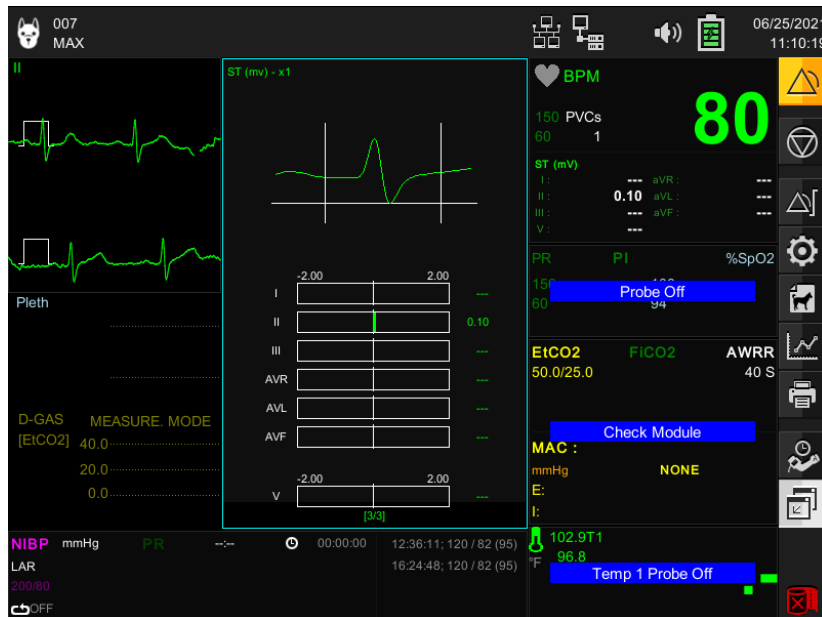 007
MAX
06/25/2021
11:10:19
II
ST (mv) - x1
-2.00 2.00
I ---
II 0.10
III ---
AVR ---
AVL ---
AVF ---
-2.00 2.00
V ---
[3/3]
Pleth
D-GAS MEASURE. MODE
[EtCO2] 40.0
20.0
0.0
BPM
150 PVCs
60 1
80
ST (mV)
I : --- aVR : ---
II : 0.10 aVL : ---
III : --- aVF : ---
V : ---
PR PI %SpO2
150
Probe Off
60 94
EtCO2 FiCO2 AWRR
50.0/25.0 40 S
Check Module
MAC :
mmHg NONE
E:
I:
102.9T1
°F 96.8
Temp 1 Probe Off
NIBP mmHg PR --:-- 00:00:00 12:36:11; 120 / 82 (95)
LAR 16:24:48; 120 / 82 (95)
200/80
OFF